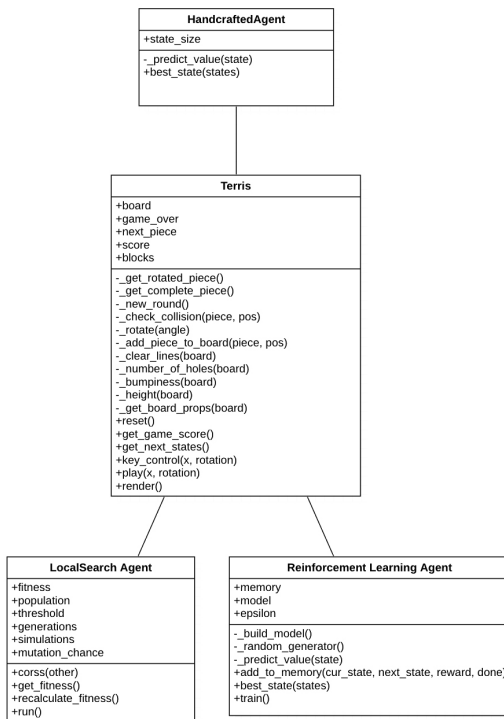 HandcraftedAgent
+state_size
-_predict_value(state)
+best_state(states)
Terris
+board
+game_over
+next_piece
+score
+blocks
-_get_rotated_piece()
-_get_complete_piece()
-_new_round()
-_check_collision(piece, pos)
-_rotate(angle)
-_add_piece_to_board(piece, pos)
-_clear_lines(board)
-_number_of_holes(board)
-_bumpiness(board)
-_height(board)
-_get_board_props(board)
+reset()
+get_game_score()
+get_next_states()
+key_control(x, rotation)
+play(x, rotation)
+render()
LocalSearch Agent
+fitness
+population
+threshold
+generations
+simulations
+mutation_chance
+corss(other)
+get_fitness()
+recalculate_fitness()
+run()
Reinforcement Learning Agent
+memory
+model
+epsilon
-_build_model()
-_random_generator()
-_predict_value(state)
+add_to_memory(cur_state, next_state, reward, done)
+best_state(states)
+train()